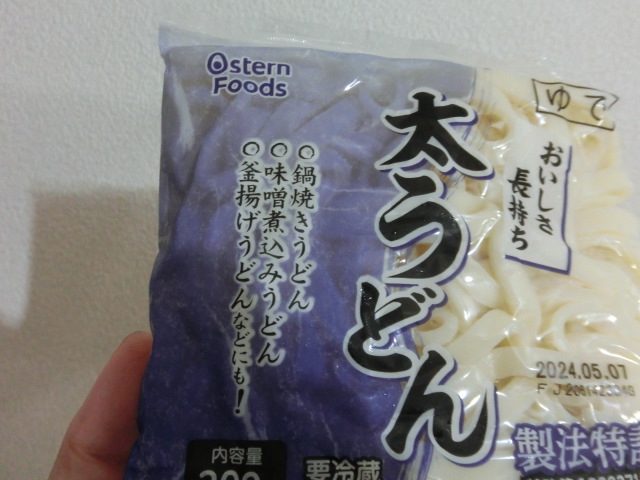 Ostern
Foods
ゆで
おいしさ
長持ち
太うどん
◎鍋焼きうどん
◎味噌煮込みうどん
◎釜揚げうどんなどにも！
2024.05.07
製法特許
内容量
要冷蔵